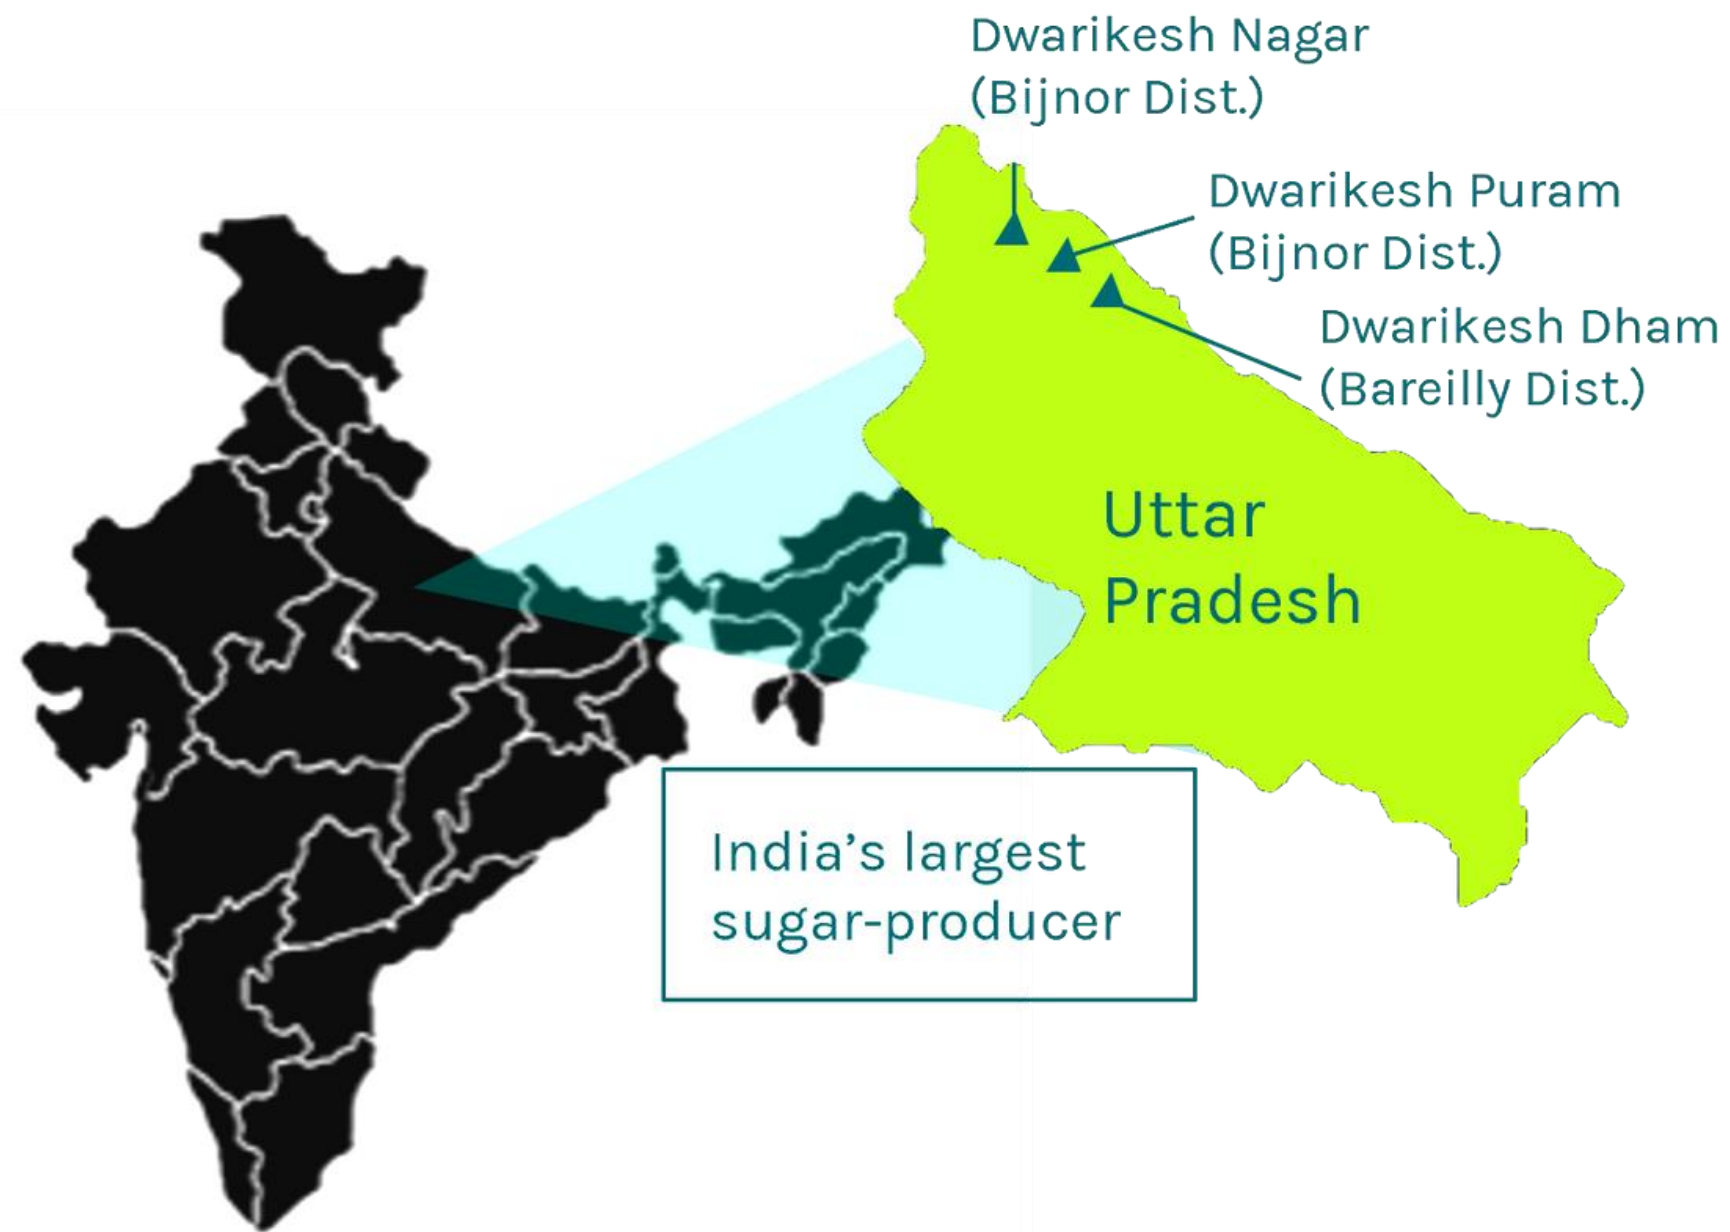 Dwarikesh Nagar
(Bijnor Dist.)
Dwarikesh Puram
(Bijnor Dist.)
Dwarikesh Dham
(Bareilly Dist.)
Uttar
Pradesh
India’s largest
sugar-producer